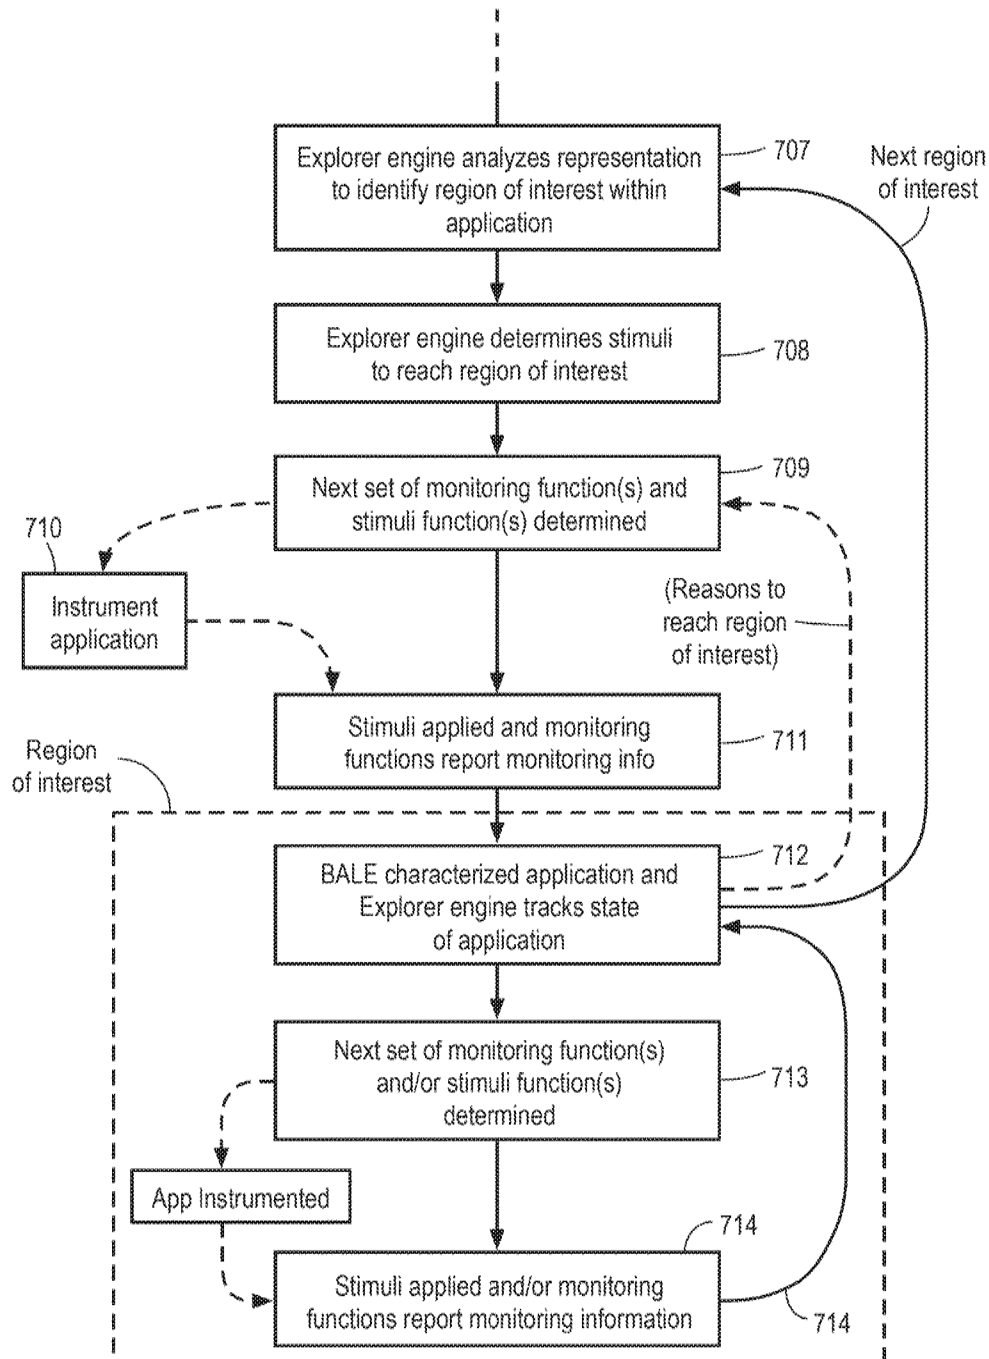 Explorer engine analyzes representation
to identify region of interest within
application
707
Next region
of interest
Explorer engine determines stimuli
to reach region of interest
708
Next set of monitoring function(s) and
stimuli function(s) determined
709
710
Instrument
application
(Reasons to
reach region
of interest)
Stimuli applied and monitoring
functions report monitoring info
711
Region
of interest
BALE characterized application and
Explorer engine tracks state
of application
712
Next set of monitoring function(s)
and/or stimuli function(s)
determined
713
App Instrumented
714
Stimuli applied and/or monitoring
functions report monitoring information
714